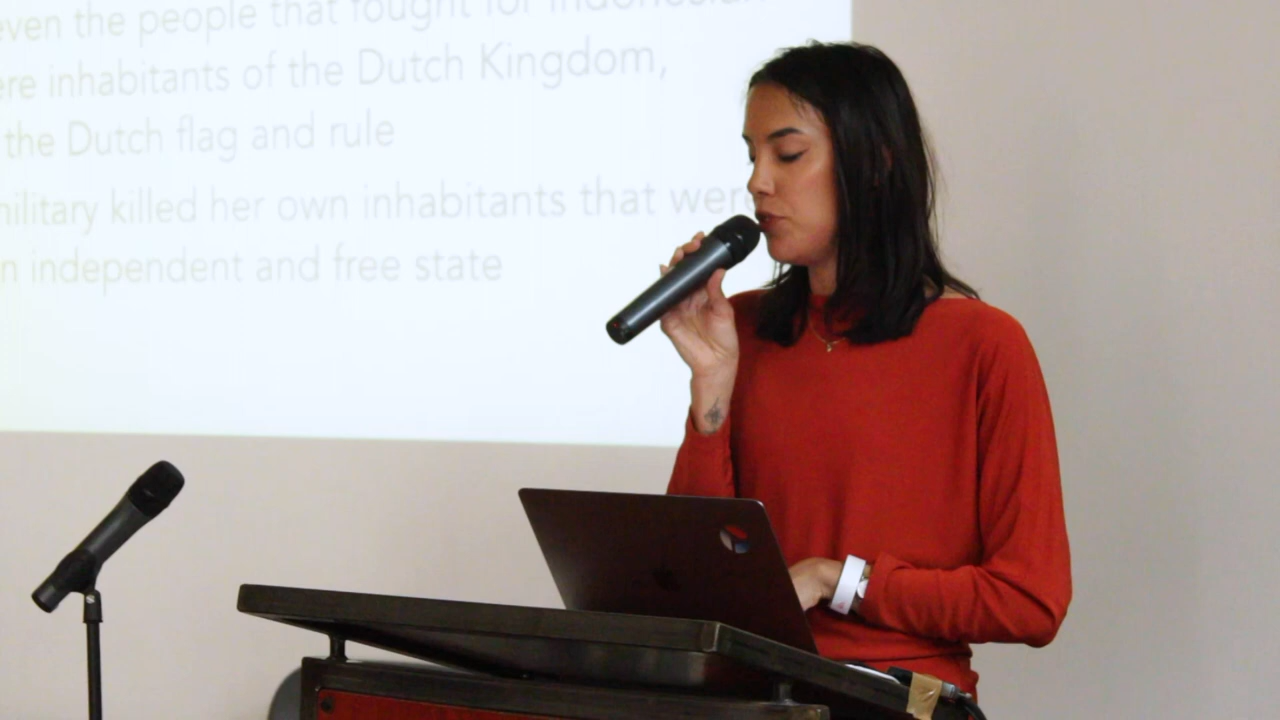 even the people that fought for Indonesian
ere inhabitants of the Dutch Kingdom,
the Dutch flag and rule
military killed her own inhabitants that were
n independent and free state